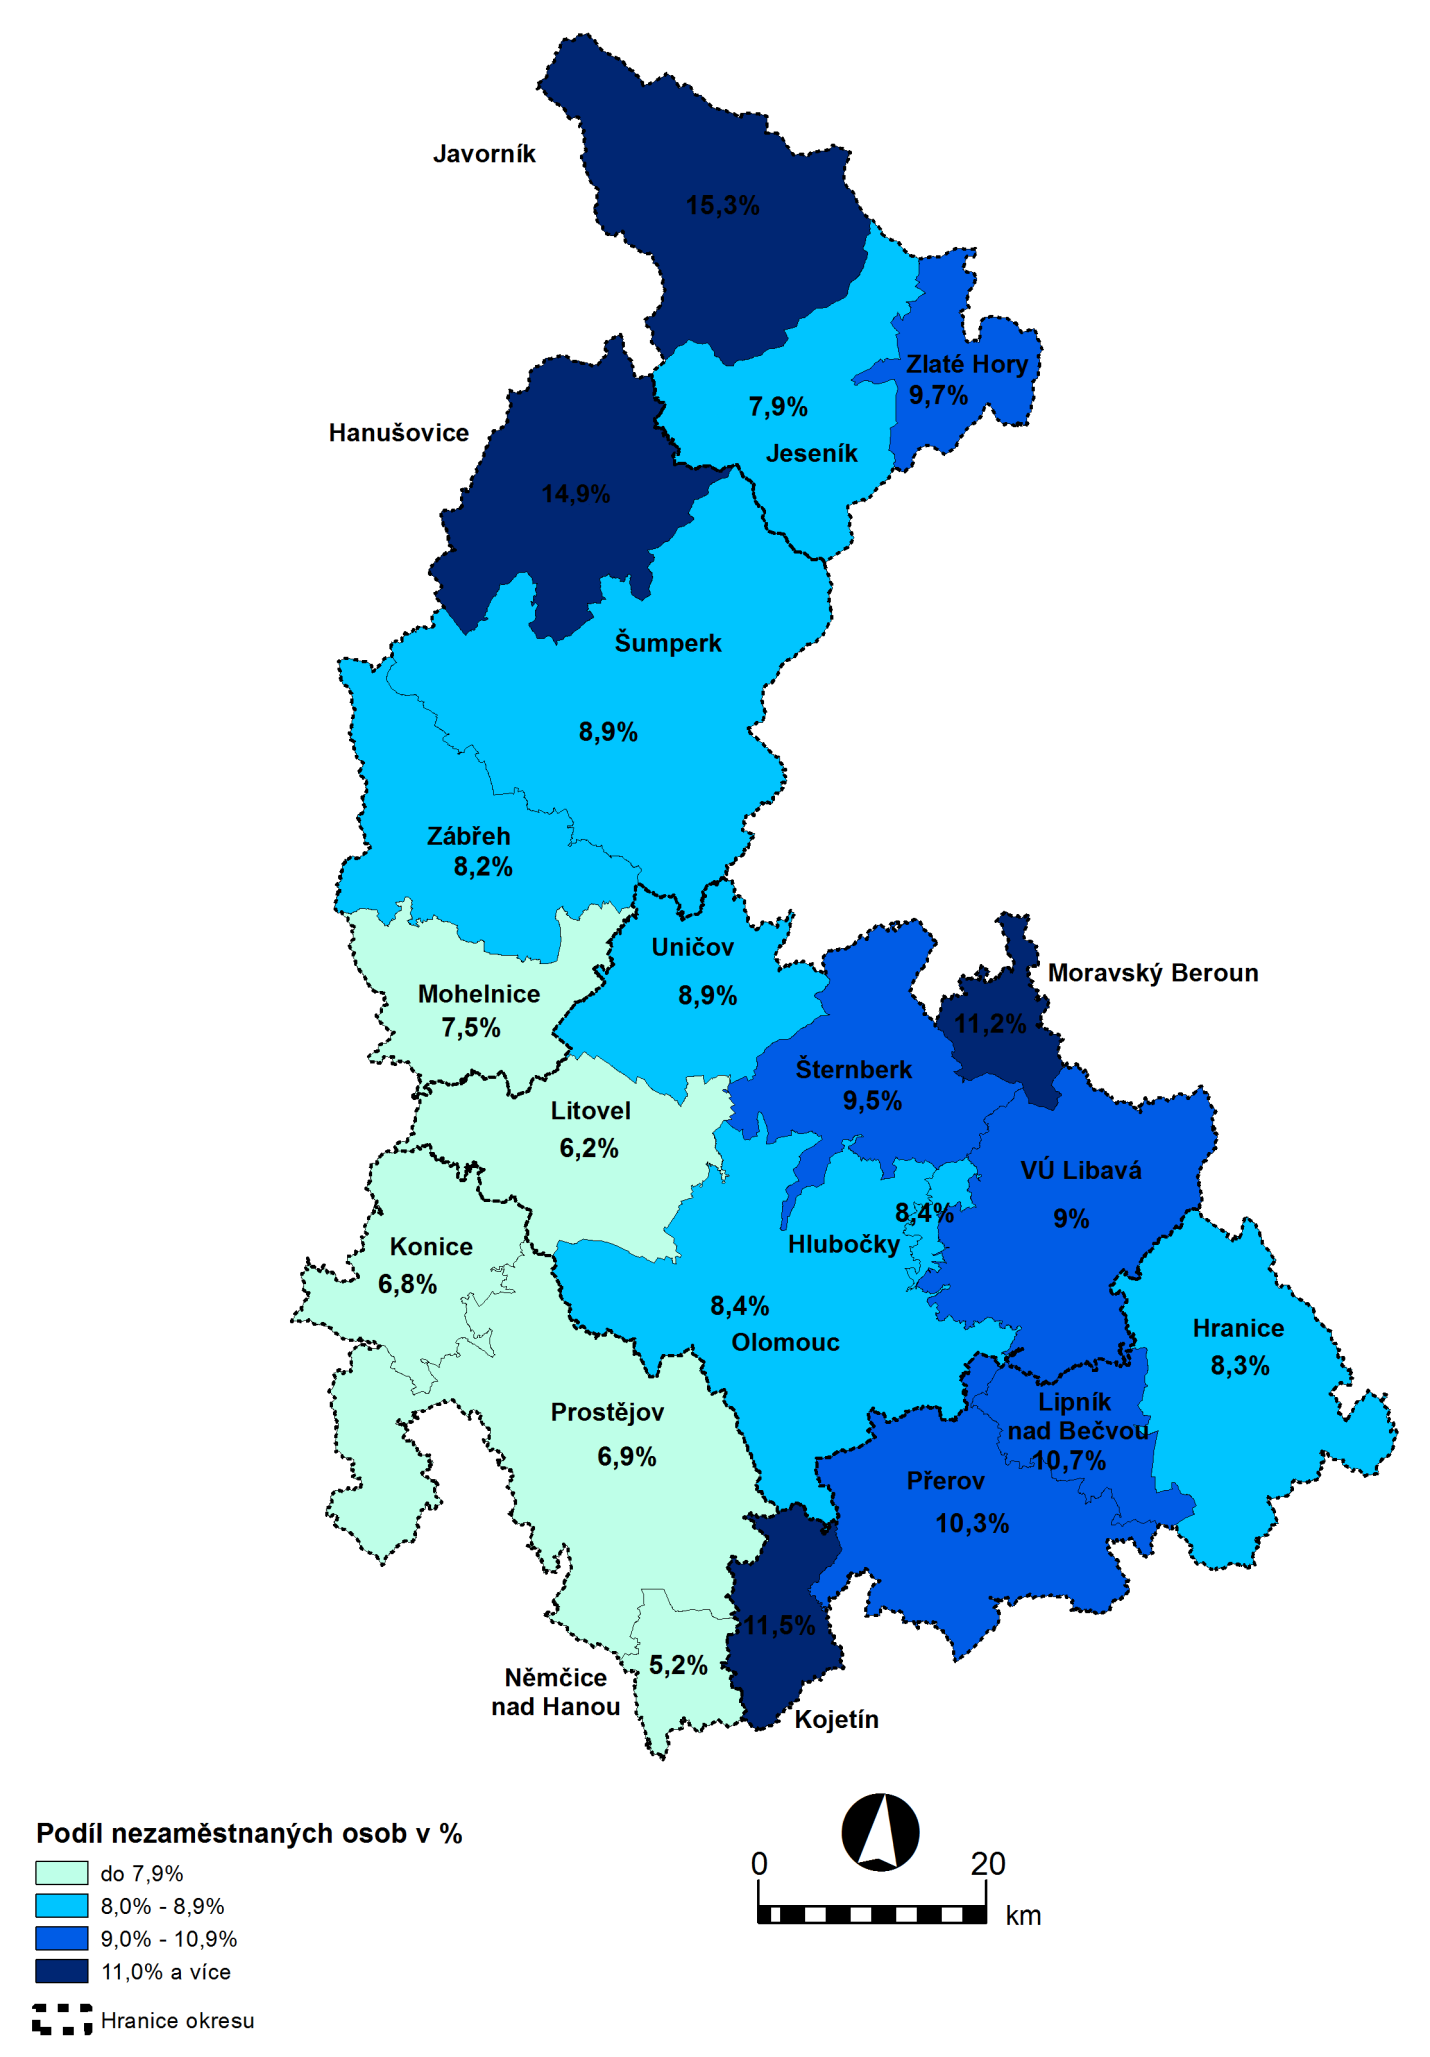 Javorník
15,3%
Zlaté Hory
9,7%
7,9%
Jeseník
Hanušovice
14,9%
Šumperk
8,9%
Zábřeh
8,2%
Uničov
8,9%
Mohelnice
7,5%
Moravský Beroun
11,2%
Šternberk
9,5%
Litovel
6,2%
VÚ Libavá
9%
8,4%
Hlubočky
Konice
6,8%
8,4%
Olomouc
Hranice
8,3%
Lipník
nad Bečvou
10,7%
Prostějov
6,9%
Přerov
10,3%
11,5%
Kojetín
5,2%
Němčice
nad Hanou
Podíl nezaměstnaných osob v %
do 7,9%
8,0% - 8,9%
9,0% - 10,9%
11,0% a více
Hranice okresu
0 20
km